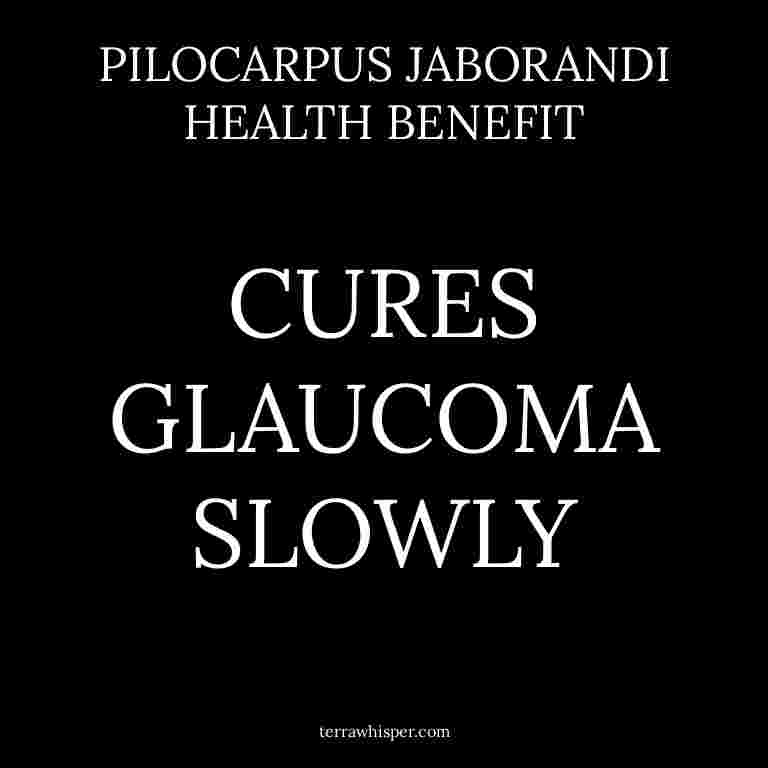 PILOCARPUS JABORANDI
HEALTH BENEFIT
CURES
GLAUCOMA
SLOWLY
terrawhisper.com